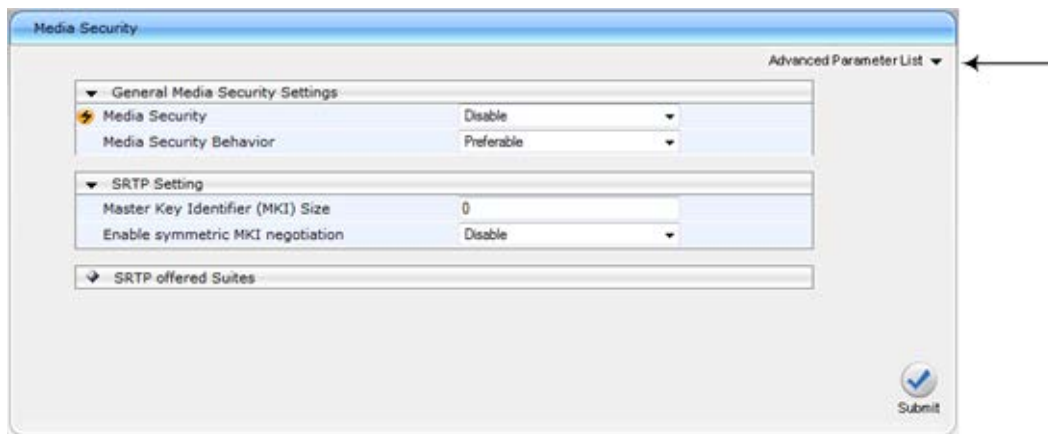 Media Security
Advanced Parameter List
General Media Security Settings
Media Security Disable
Media Security Behavior Preferable
SRTP Setting
Master Key Identifier (MKI) Size 0
Enable symmetric MKI negotiation Disable
SRTP offered Suites
Submit